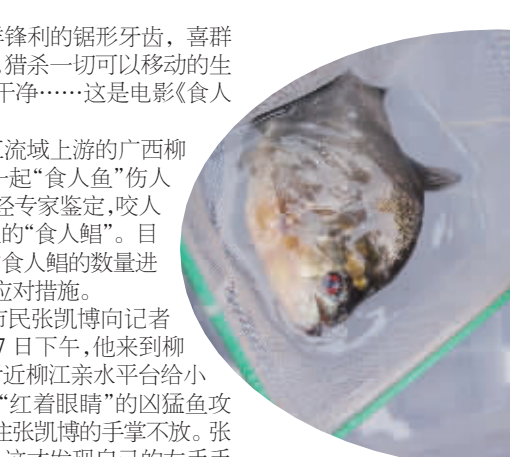 锋利的锯形牙齿，喜群
猎杀一切可以移动的生
干净……这是电影《食人
流域上游的广西柳
一起“食人鱼”伤人
经专家鉴定，咬人
的“食人鲳”。目
食人鲳的数量进
应对措施。
市民张凯博向记者
7 日下午，他来到柳
近柳江亲水平台给小
“红着眼睛”的凶猛鱼攻
住张凯博的手掌不放。张